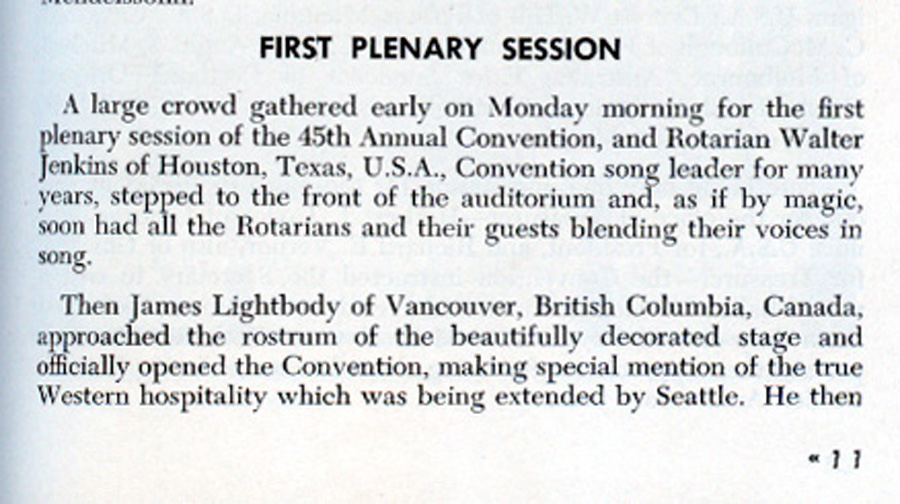 Mendelssohn.
FIRST PLENARY SESSION
A large crowd gathered early on Monday morning for the first
plenary session of the 45th Annual Convention, and Rotarian Walter
Jenkins of Houston, Texas, U.S.A., Convention song leader for many
years, stepped to the front of the auditorium and, as if by magic,
soon had all the Rotarians and their guests blending their voices in
song.
Then James Lightbody of Vancouver, British Columbia, Canada,
approached the rostrum of the beautifully decorated stage and
officially opened the Convention, making special mention of the true
Western hospitality which was being extended by Seattle. He then
« 11